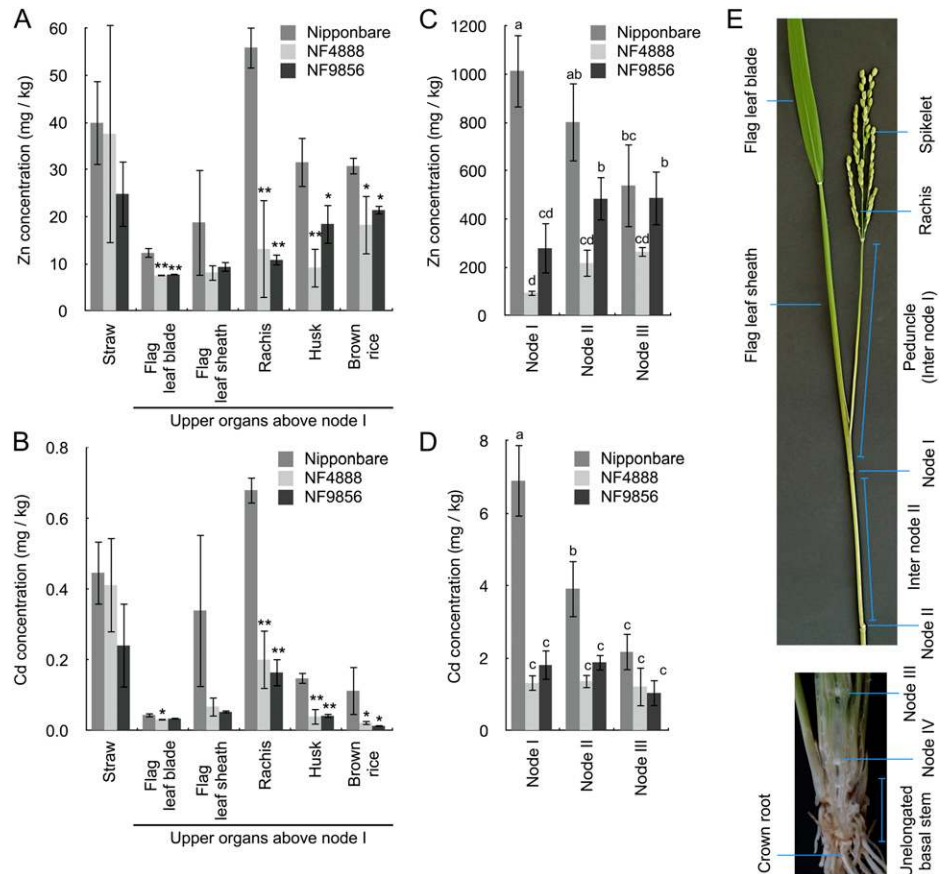 A
Zn concentration (mg / kg)
60
50
40
30
20
10
0
Nipponbare
NF4888
NF9856
**
**
**
**
**
*
*
*
Straw
Flag
leaf blade
Flag
leaf sheath
Rachis
Husk
Brown
rice
Upper organs above node I
B
Cd concentration (mg / kg)
0.8
0.6
0.4
0.2
0.0
Nipponbare
NF4888
NF9856
*
**
**
**
**
*
*
Straw
Flag
leaf blade
Flag
leaf sheath
Rachis
Husk
Brown
rice
Upper organs above node I
C
Zn concentration (mg / kg)
1200
1000
800
600
400
200
0
Nipponbare
NF4888
NF9856
a
d
cd
ab
cd
b
bc
cd
b
Node I
Node II
Node III
D
Cd concentration (mg / kg)
8
6
4
2
0
Nipponbare
NF4888
NF9856
a
c
c
b
c
c
c
c
c
Node I
Node II
Node III
E
Flag leaf blade
Flag leaf sheath
Spikelet
Rachis
Peduncle
(Inter node I)
Node I
Inter node II
Node II
Node III
Node IV
Unelongated
basal stem
Crown root